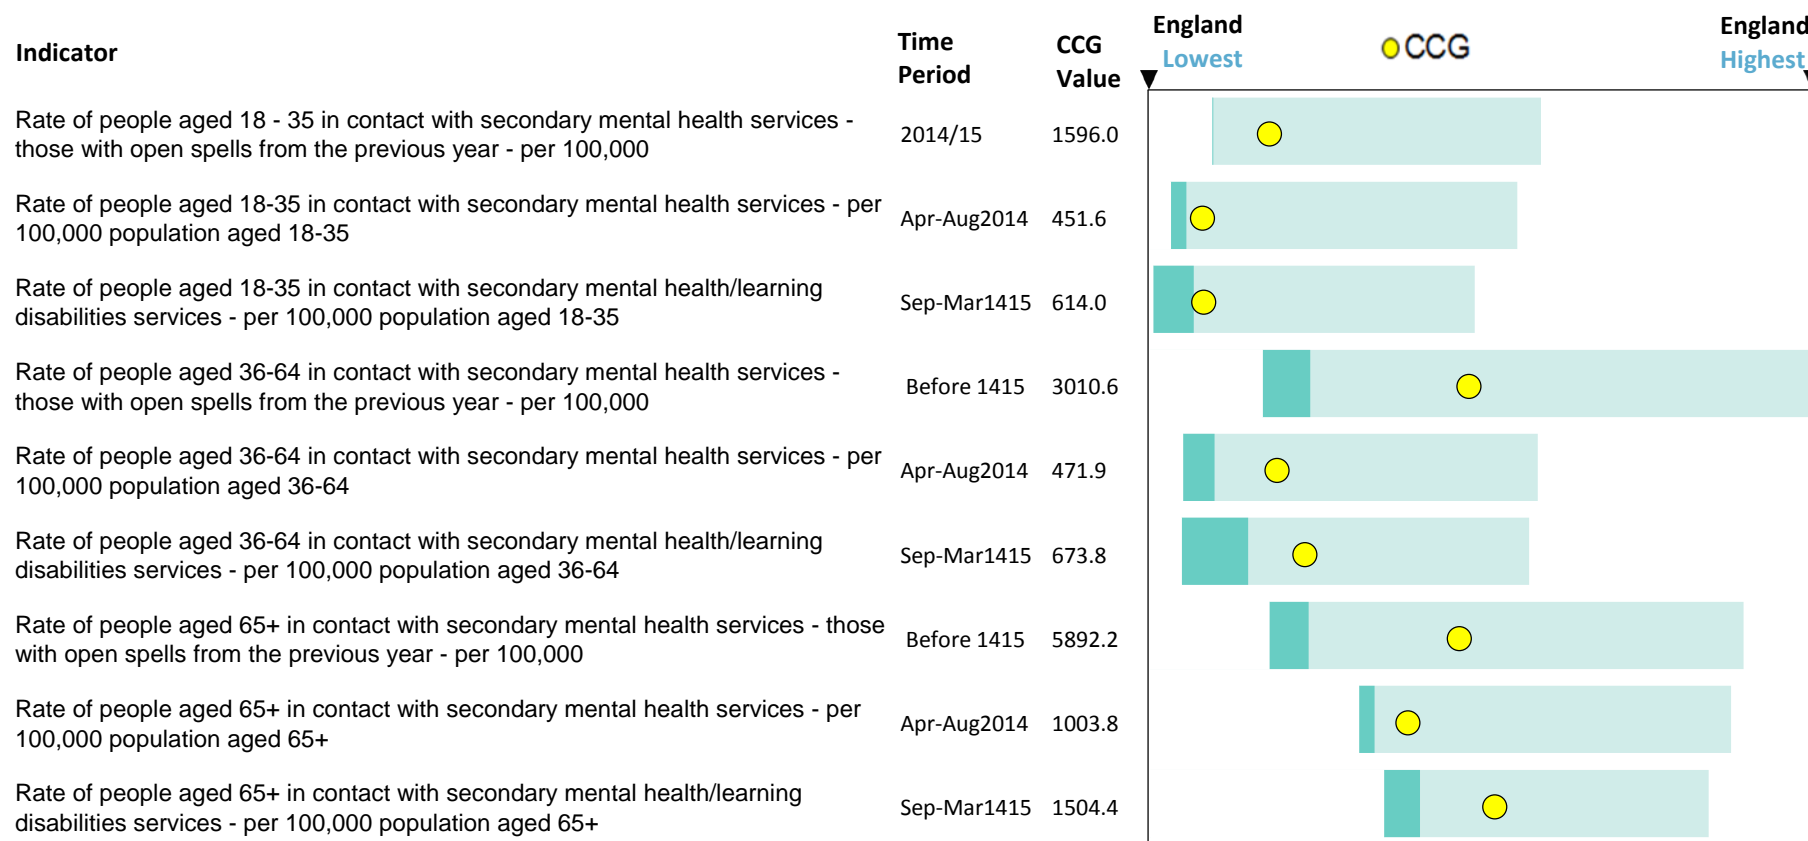 Indicator
Time
Period
CCG
Value
England
Lowest
CCG
England
Highest
Rate of people aged 18 - 35 in contact with secondary mental health services -
those with open spells from the previous year - per 100,000
2014/15
1596.0
Rate of people aged 18-35 in contact with secondary mental health services - per
100,000 population aged 18-35
Apr-Aug2014
451.6
Rate of people aged 18-35 in contact with secondary mental health/learning
disabilities services - per 100,000 population aged 18-35
Sep-Mar1415
614.0
Rate of people aged 36-64 in contact with secondary mental health services -
those with open spells from the previous year - per 100,000
Before 1415
3010.6
Rate of people aged 36-64 in contact with secondary mental health services - per
100,000 population aged 36-64
Apr-Aug2014
471.9
Rate of people aged 36-64 in contact with secondary mental health/learning
disabilities services - per 100,000 population aged 36-64
Sep-Mar1415
673.8
Rate of people aged 65+ in contact with secondary mental health services - those
with open spells from the previous year - per 100,000
Before 1415
5892.2
Rate of people aged 65+ in contact with secondary mental health services - per
100,000 population aged 65+
Apr-Aug2014
1003.8
Rate of people aged 65+ in contact with secondary mental health/learning
disabilities services - per 100,000 population aged 65+
Sep-Mar1415
1504.4